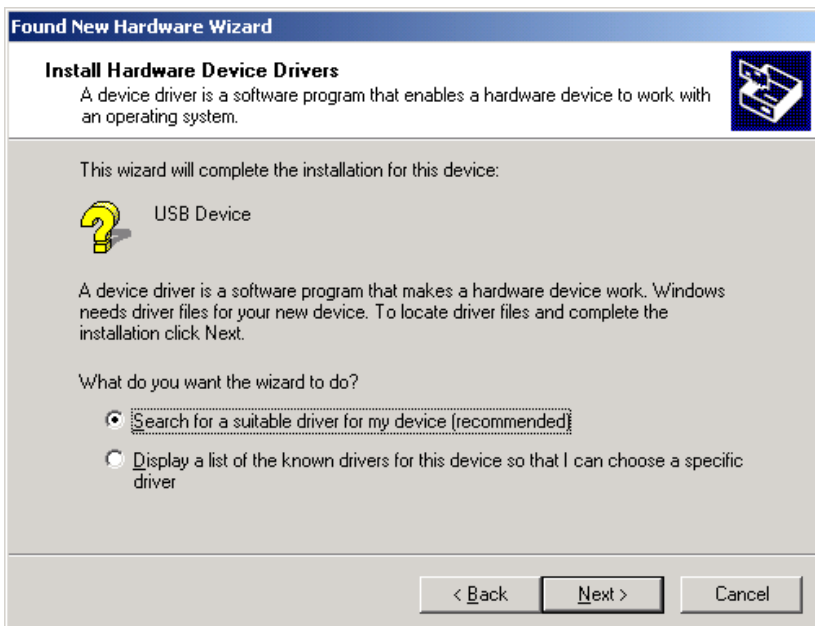 Found New Hardware Wizard
Install Hardware Device Drivers
A device driver is a software program that enables a hardware device to work with
an operating system.
This wizard will complete the installation for this device:
USB Device
A device driver is a software program that makes a hardware device work. Windows
needs driver files for your new device. To locate driver files and complete the
installation click Next.
What do you want the wizard to do?
Search for a suitable driver for my device (recommended)
Display a list of the known drivers for this device so that I can choose a specific
driver
< Back
Next >
Cancel